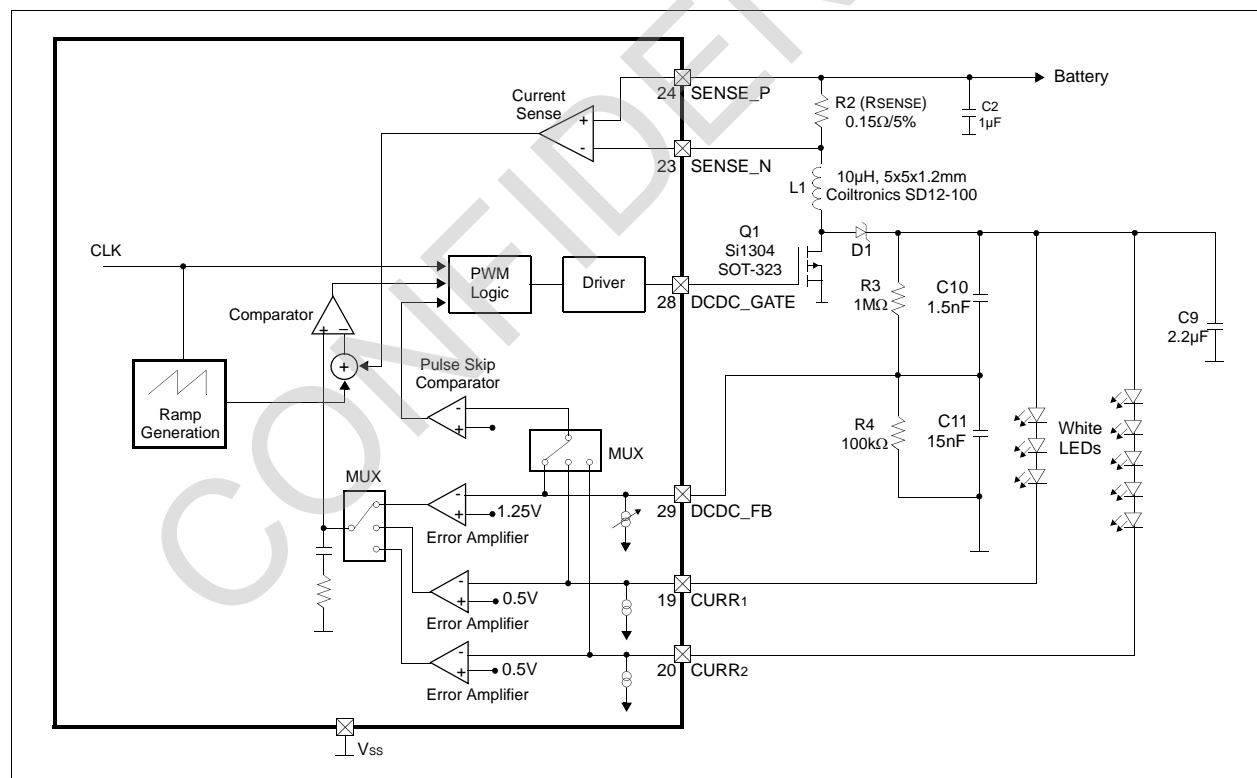 CONFIDEN
Battery
24
SENSE_P
Current
Sense
+
-
R2 (RSENSE)
0.15Ω/5%
C2
1µF
23
SENSE_N
L1
10µH, 5x5x1.2mm
Coiltronics SD12-100
CLK
Q1
Si1304
SOT-323
D1
PWM
Logic
Driver
28
DCDC_GATE
R3
1MΩ
C10
1.5nF
C9
2.2µF
Comparator
+
–
+
Ramp
Generation
Pulse Skip
Comparator
-
+
MUX
MUX
R4
100kΩ
C11
15nF
White
LEDs
-
+
1.25V
Error Amplifier
29
DCDC_FB
-
+
0.5V
Error Amplifier
19
CURR1
-
+
0.5V
Error Amplifier
20
CURR2
VSS